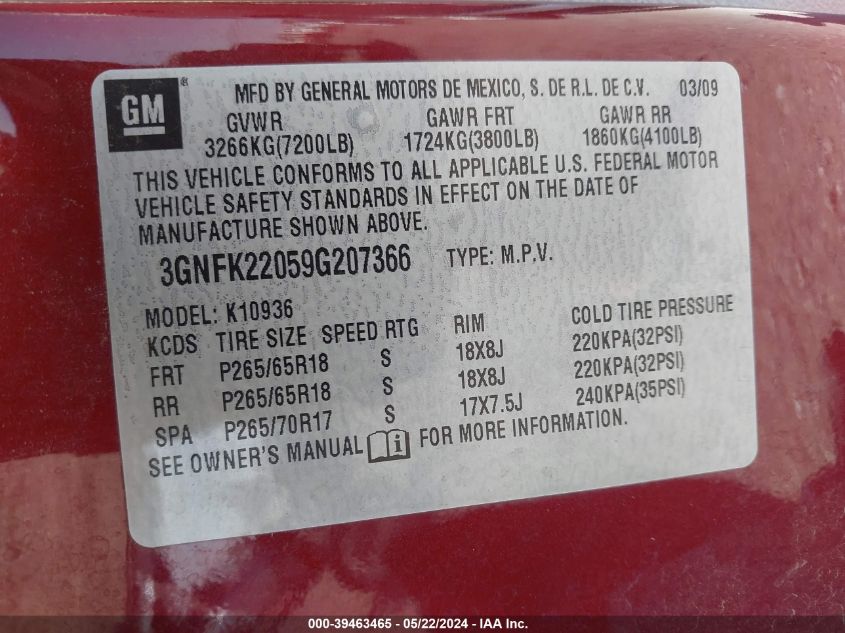 GM ®
MFD BY GENERAL MOTORS DE MEXICO, S. DE R.L. DE C.V. 03/09
GVWR GAWR FRT GAWR RR
3266KG(7200LB) 1724KG(3800LB) 1860KG(4100LB)
THIS VEHICLE CONFORMS TO ALL APPLICABLE U.S. FEDERAL MOTOR
VEHICLE SAFETY STANDARDS IN EFFECT ON THE DATE OF
MANUFACTURE SHOWN ABOVE.
3GNFK22059G207366 TYPE: M.P.V.
MODEL: K10936
KCDS TIRE SIZE SPEED RTG RIM COLD TIRE PRESSURE
FRT P265/65R18 S 18X8J 220KPA(32PSI)
RR P265/65R18 S 18X8J 220KPA(32PSI)
SPA P265/70R17 S 17X7.5J 240KPA(35PSI)
SEE OWNER'S MANUAL i FOR MORE INFORMATION.
000-39463465 - 05/22/2024 - IAA Inc.